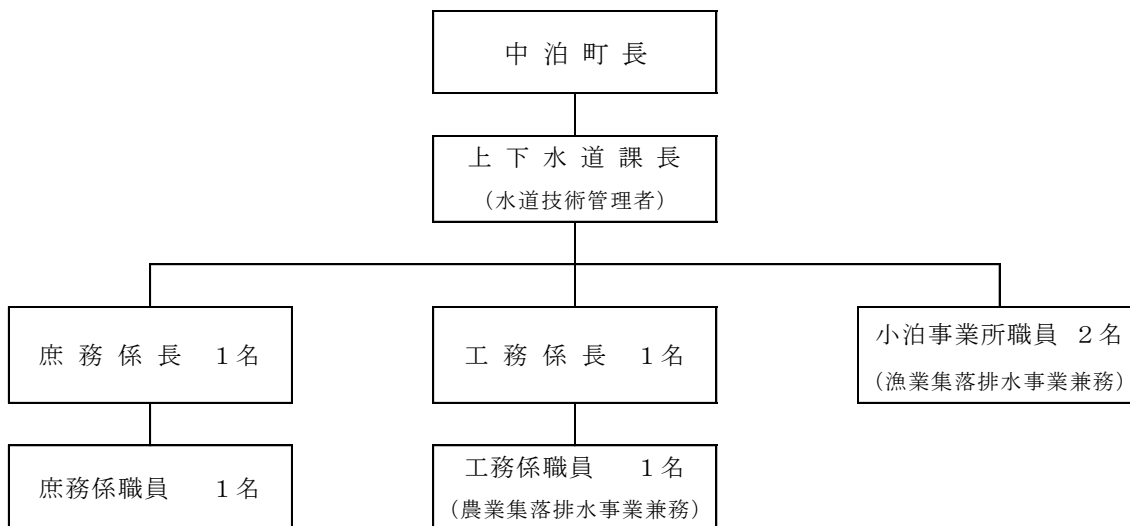 中泊町長
上下水道課長
（水道技術管理者）
庶務係長　１名
工務係長　１名
小泊事業所職員　２名
（漁業集落排水事業兼務）
庶務係職員　１名
工務係職員　１名
（農業集落排水事業兼務）